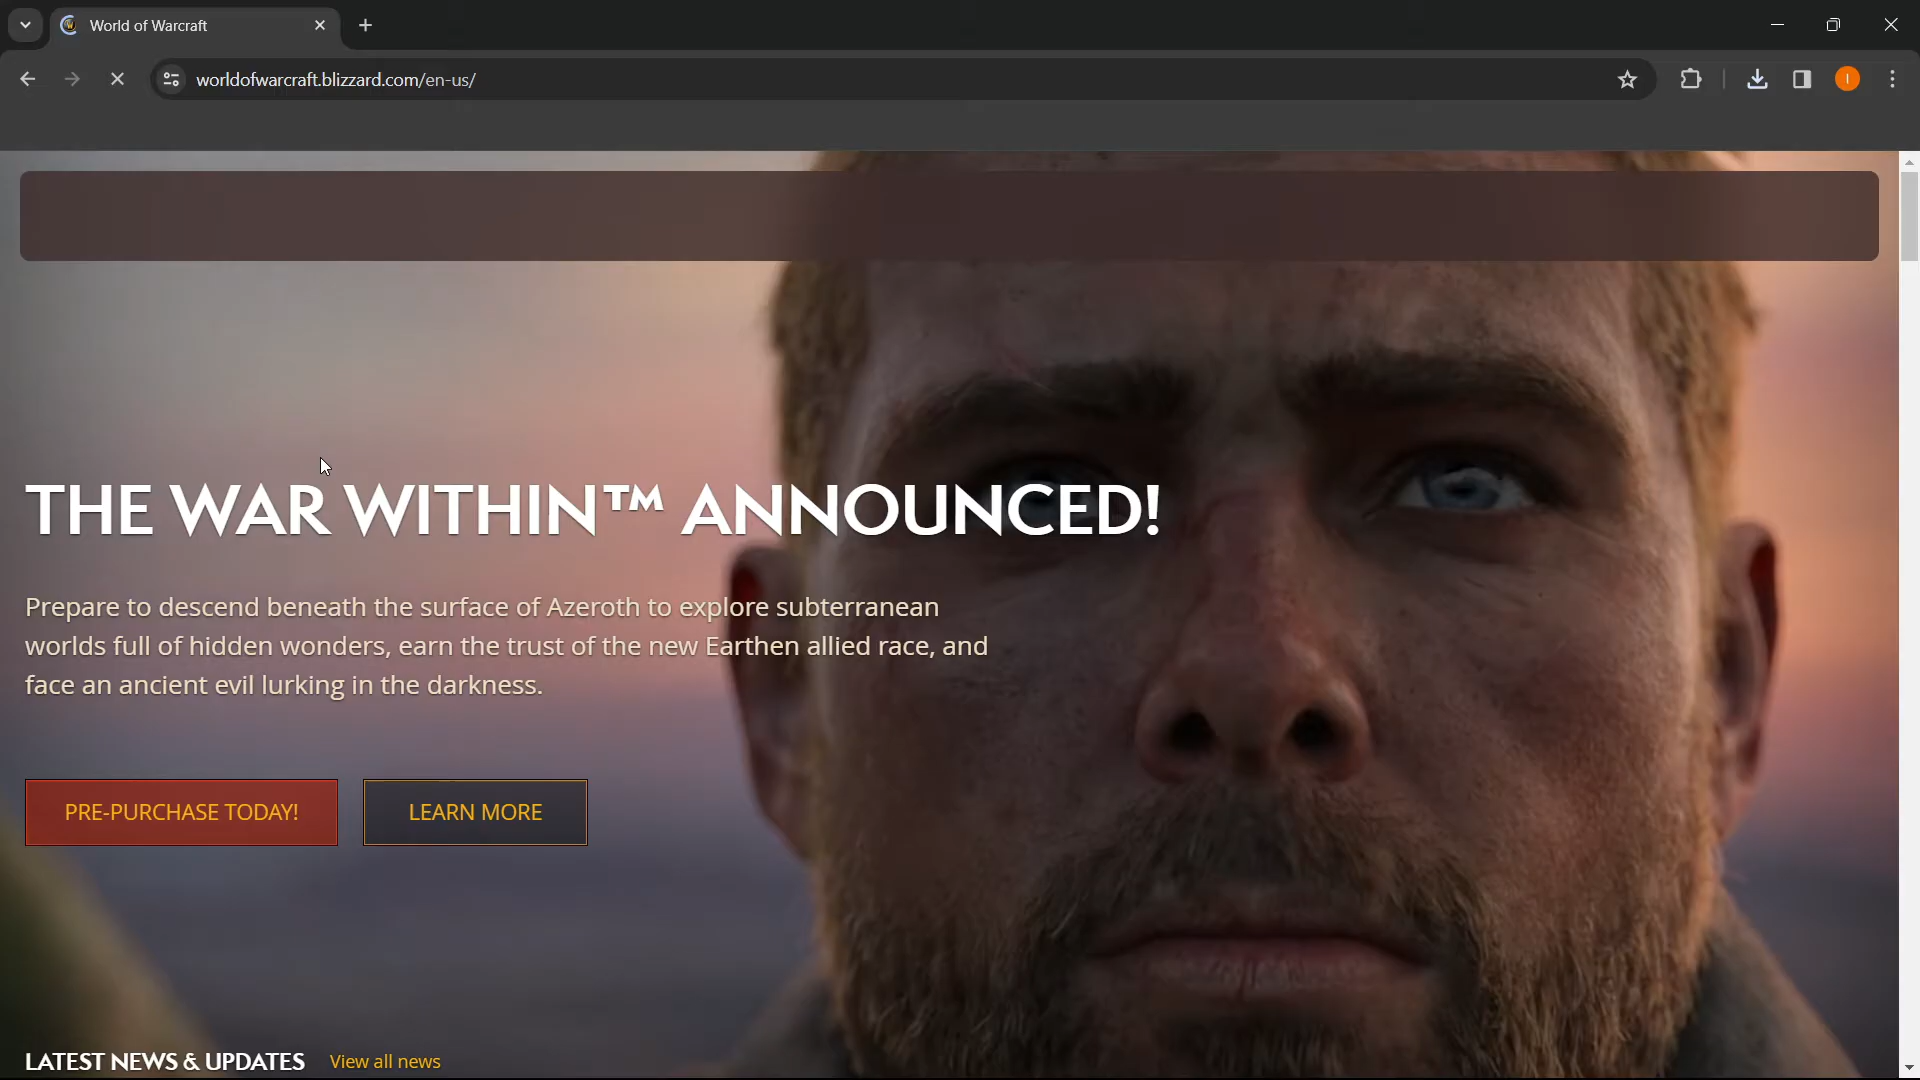 World of Warcraft
worldofwarcraft.blizzard.com/en-us/
I
THE WAR WITHIN™ ANNOUNCED!
Prepare to descend beneath the surface of Azeroth to explore subterranean
worlds full of hidden wonders, earn the trust of the new Earthen allied race, and
face an ancient evil lurking in the darkness.
PRE-PURCHASE TODAY! LEARN MORE
LATEST NEWS & UPDATES View all news